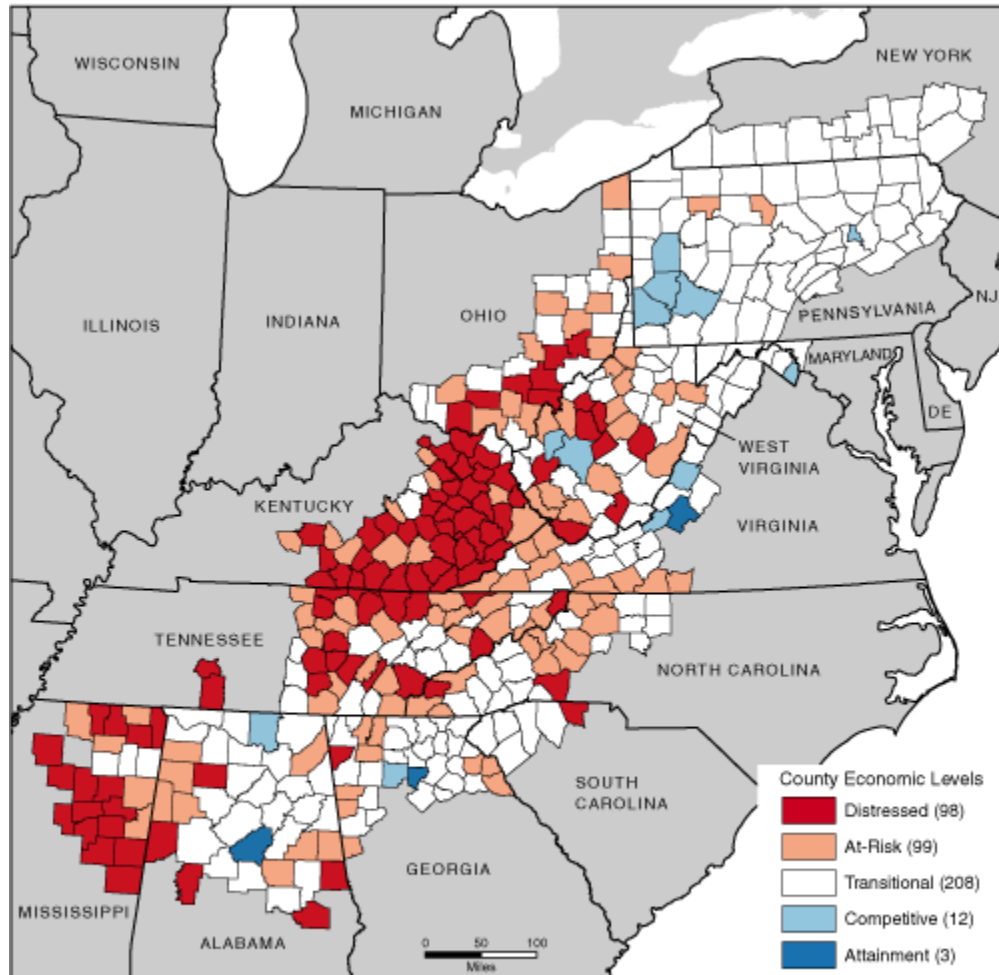 WISCONSIN
MICHIGAN
NEW YORK
ILLINOIS
INDIANA
OHIO
PENNSYLVANIA
NJ
MARYLAND
DE
WEST
VIRGINIA
KENTUCKY
VIRGINIA
TENNESSEE
NORTH CAROLINA
SOUTH
CAROLINA
GEORGIA
MISSISSIPPI
ALABAMA
0 50 100
Miles
County Economic Levels
Distressed (98)
At-Risk (99)
Transitional (208)
Competitive (12)
Attainment (3)